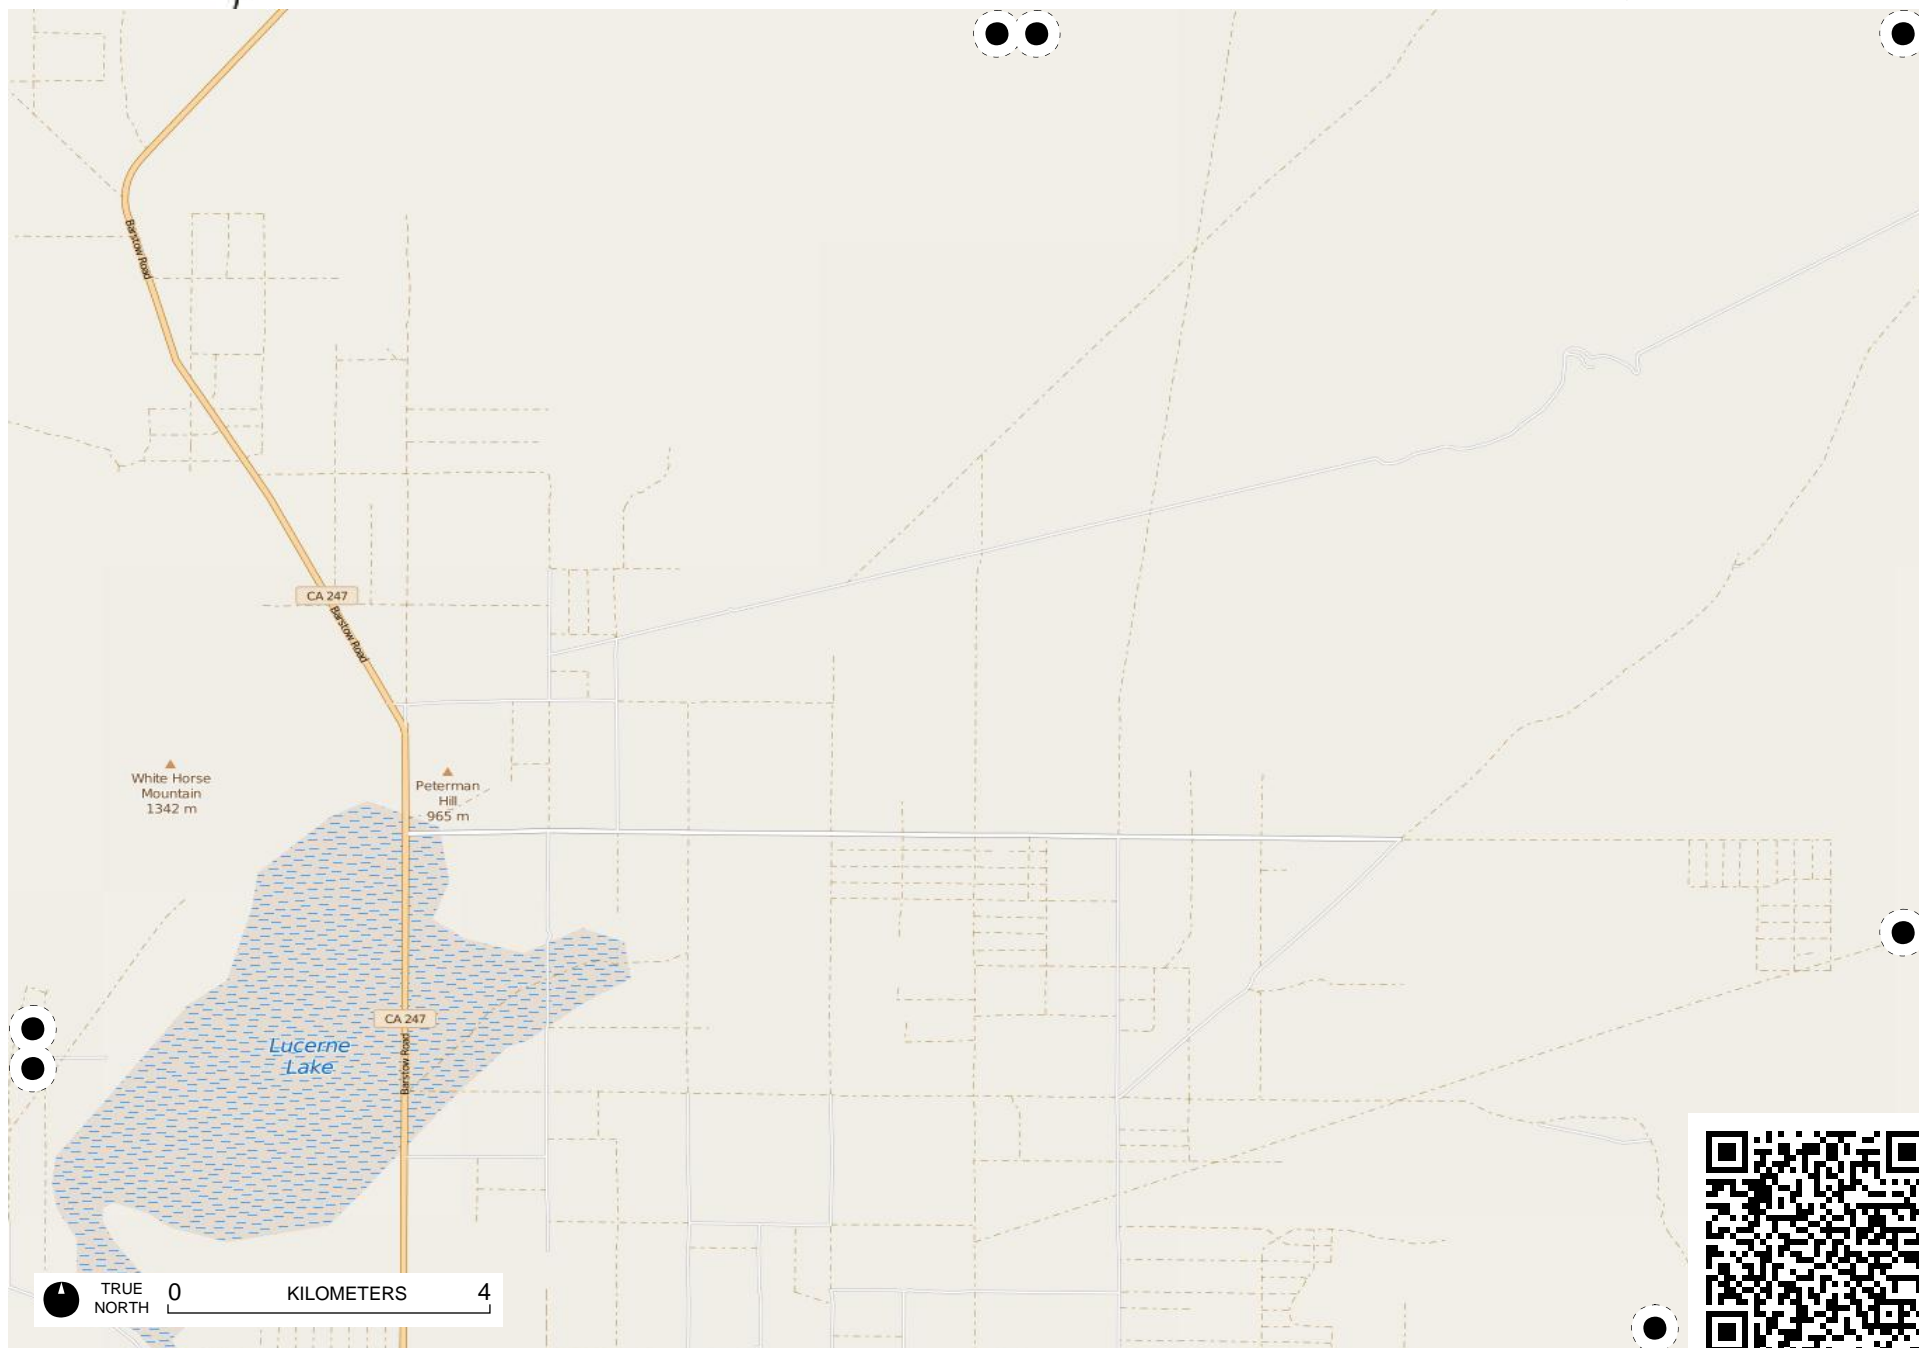 Barstow Road
CA 247
Barstow Road
White Horse
Mountain
1342 m
Peterman
Hill
965 m
CA 247
Lucerne
Lake
Barstow Road
TRUE
NORTH
0 KILOMETERS 4